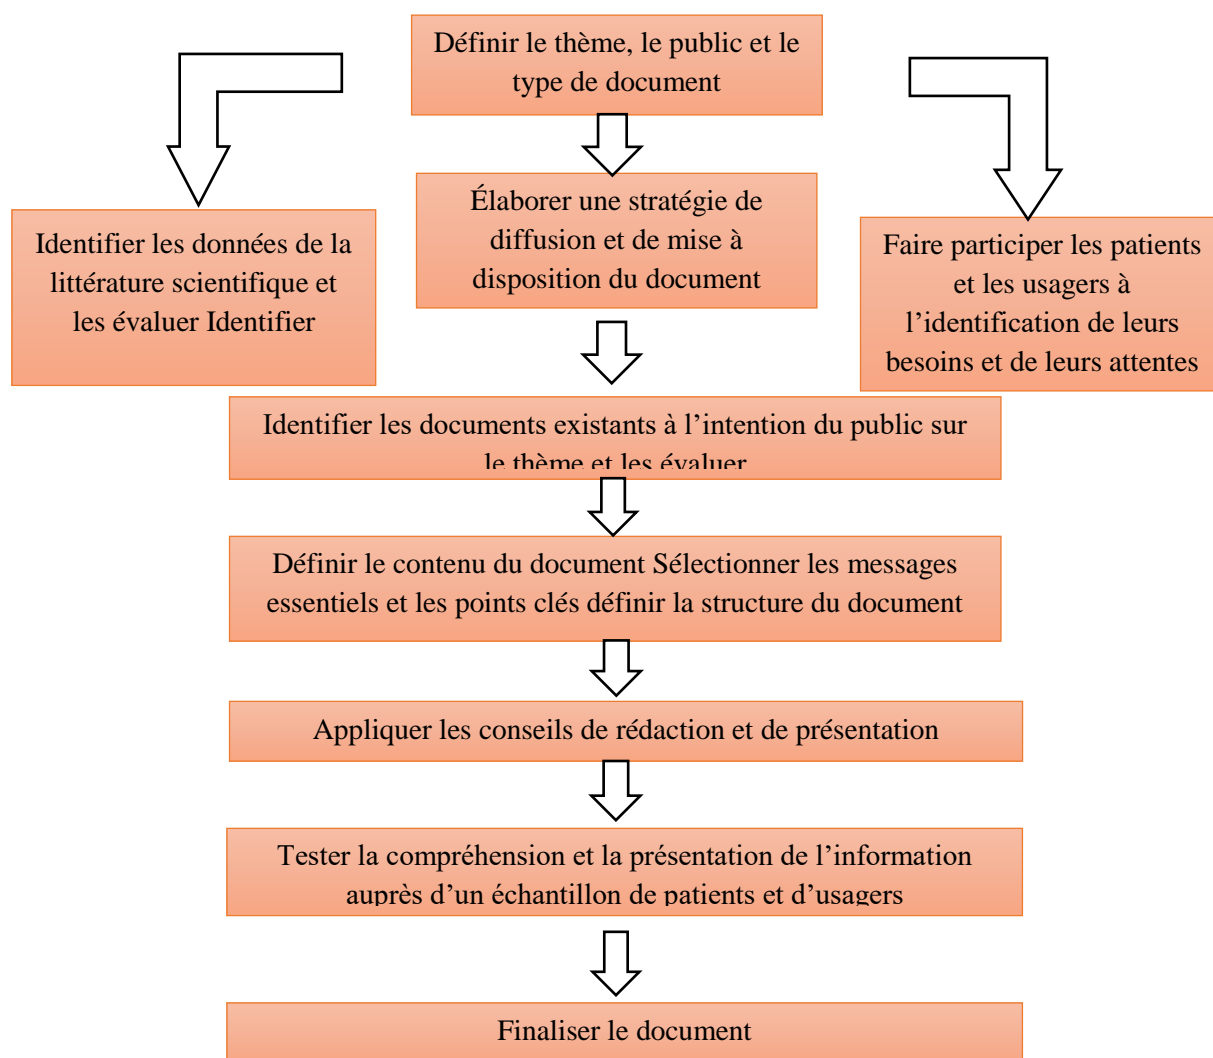 Définir le thème, le public et le
type de document
Élaborer une stratégie de
diffusion et de mise à
disposition du document
Identifier les données de la
littérature scientifique et
les évaluer Identifier
Faire participer les patients
et les usagers à
l’identification de leurs
besoins et de leurs attentes
Identifier les documents existants à l’intention du public sur
le thème et les évaluer
Définir le contenu du document Sélectionner les messages
essentiels et les points clés définir la structure du document
Appliquer les conseils de rédaction et de présentation
Tester la compréhension et la présentation de l’information
auprès d’un échantillon de patients et d’usagers
Finaliser le document